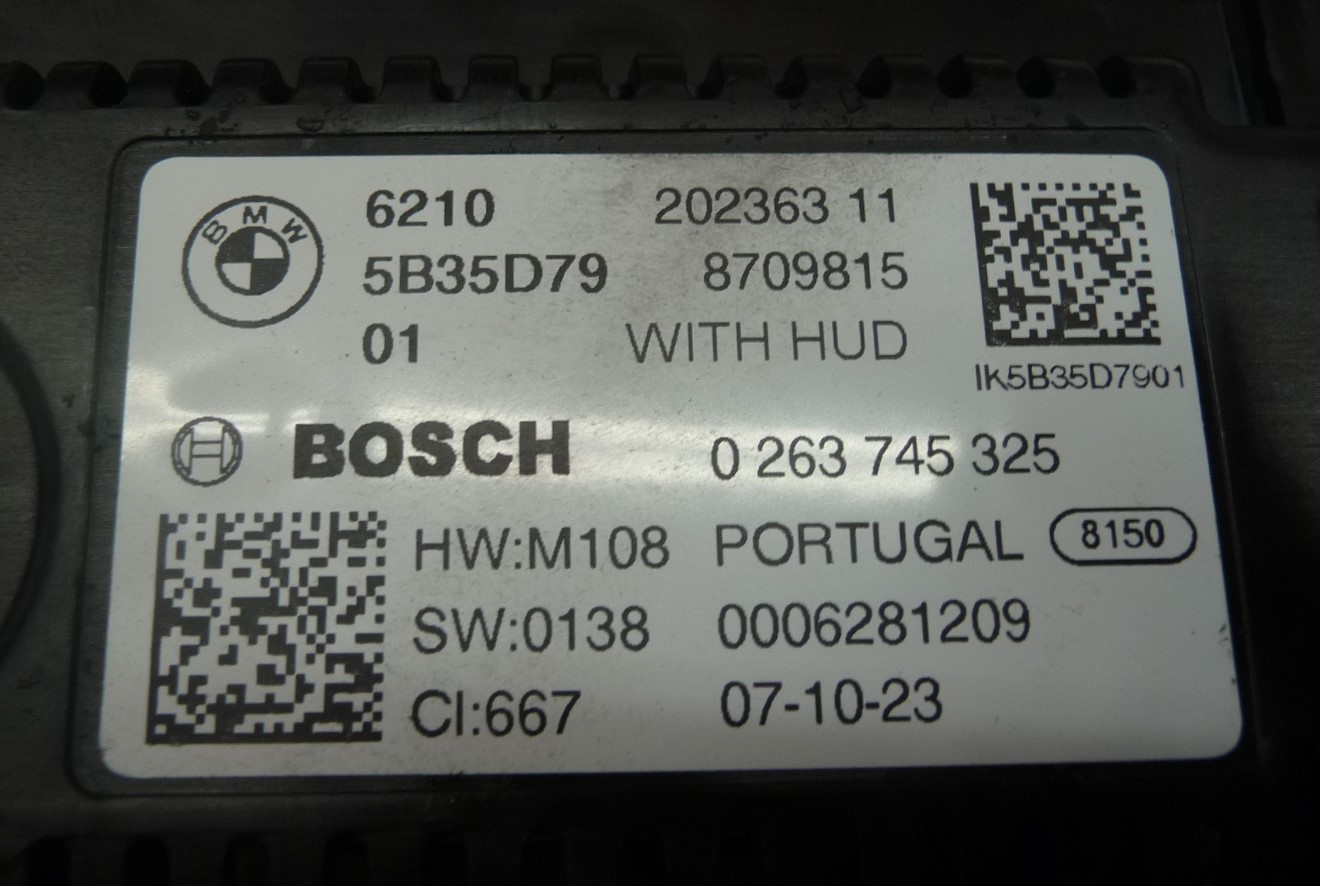 BMW
6210 202363 11
5B35D79 8709815
01 WITH HUD
IK5B35D7901
BOSCH 0 263 745 325
HW:M108 PORTUGAL 8150
SW:0138 0006281209
CI:667 07-10-23